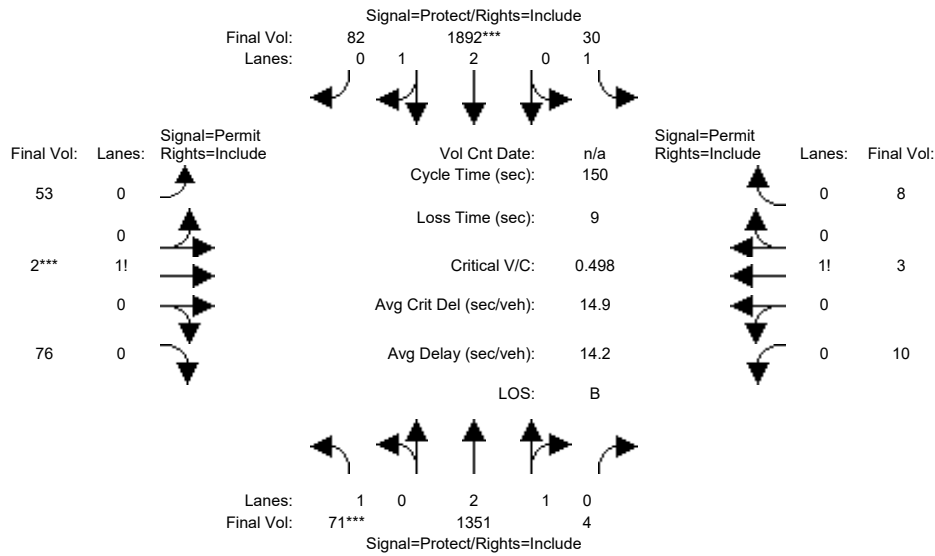 Signal=Protect/Rights=Include
Final Vol: 82 1892*** 30
Lanes: 0 1 2 0 1
Signal=Permit
Final Vol: Lanes: Rights=Include
Vol Cnt Date: n/a
Signal=Permit
Rights=Include Lanes: Final Vol:
Cycle Time (sec): 150
53 0
0 8
Loss Time (sec): 9
0
0
2*** 1!
Critical V/C: 0.498
1! 3
0
Avg Crit Del (sec/veh): 14.9
0
76 0
Avg Delay (sec/veh): 14.2
0 10
LOS: B
Lanes: 1 0 2 1 0
Final Vol: 71*** 1351 4
Signal=Protect/Rights=Include